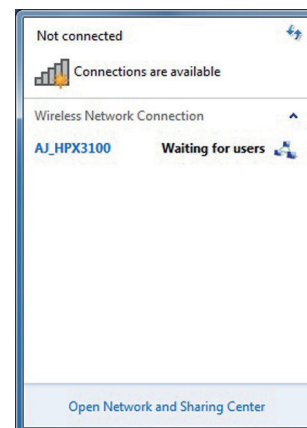 Not connected
Connections are available
Wireless Network Connection
AJ_HPX3100 Waiting for users
Open Network and Sharing Center